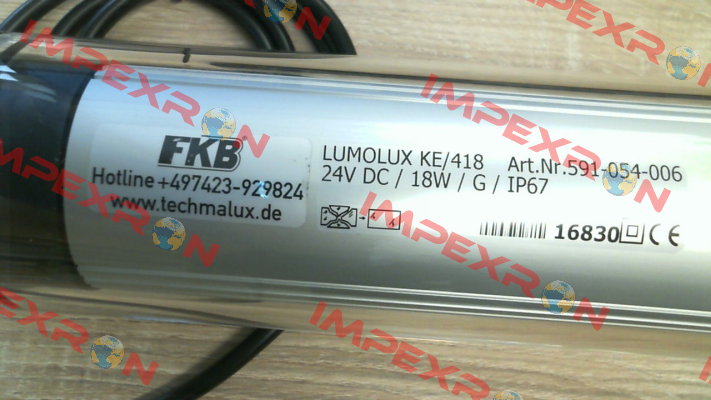 FKB®
Hotline +497423-929824
www.techmalux.de
LUMOLUX KE/418 Art.Nr.591-054-006
24V DC / 18W / G / IP67
16830 CE
IMPEXRON
IMPEXRON
IMPEXRON
IMPEXRON
IMPEXRON
IMPEXRON